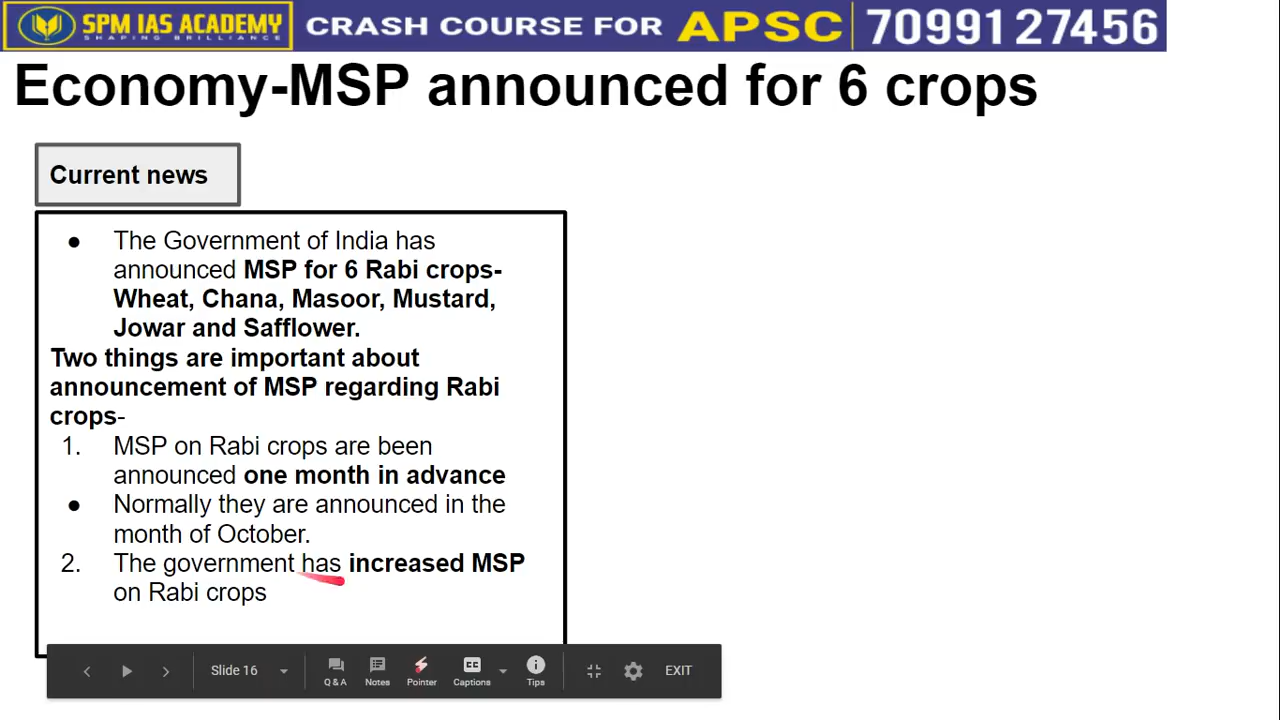 SPM IAS ACADEMY
SHAPING BRILLIANCE
CRASH COURSE FOR APSC 7099127456
Economy-MSP announced for 6 crops
Current news
● The Government of India has
announced MSP for 6 Rabi crops-
Wheat, Chana, Masoor, Mustard,
Jowar and Safflower.
Two things are important about
announcement of MSP regarding Rabi
crops-
1. MSP on Rabi crops are been
announced one month in advance
● Normally they are announced in the
month of October.
2. The government has increased MSP
on Rabi crops
Slide 16
Q & A Notes Pointer Captions Tips
EXIT